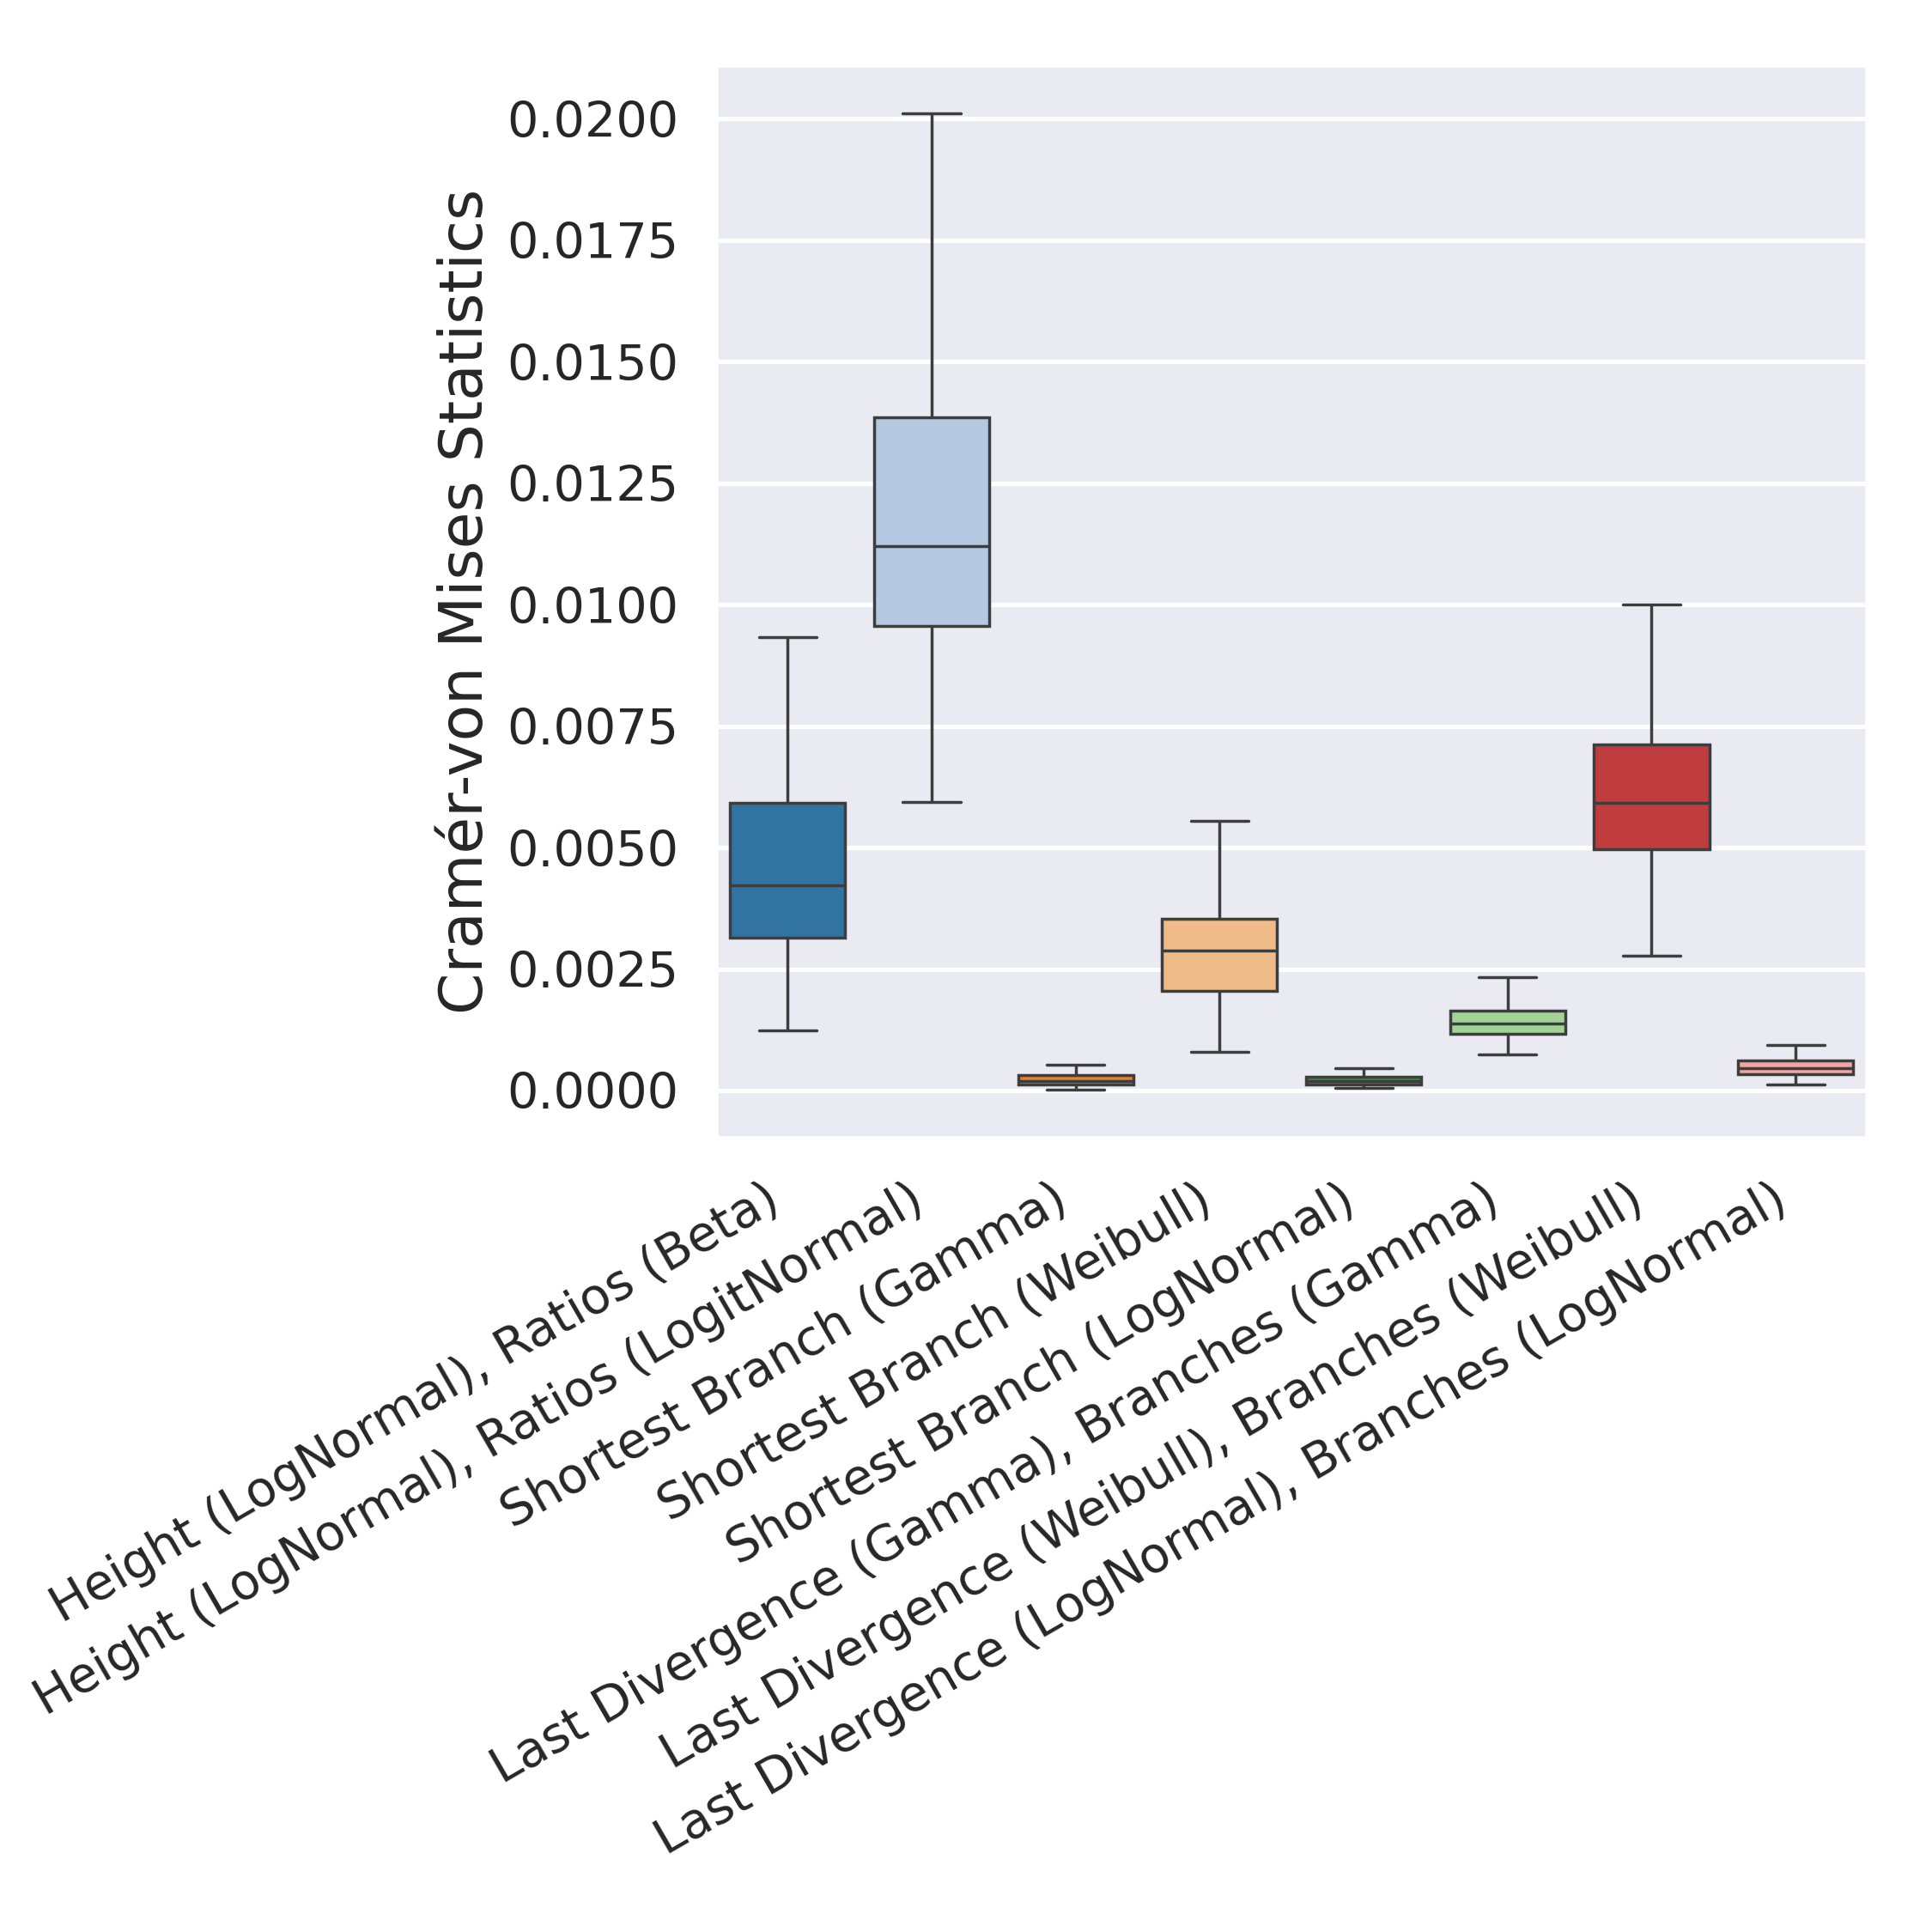 Cramér-von Mises Statistics
0.0200
0.0175
0.0150
0.0125
0.0100
0.0075
0.0050
0.0025
0.0000
Height (LogNormal), Ratios (Beta)
Height (LogNormal), Ratios (LogitNormal)
Shortest Branch (Gamma)
Shortest Branch (Weibull)
Shortest Branch (LogNormal)
Last Divergence (Gamma), Branches (Gamma)
Last Divergence (Weibull), Branches (Weibull)
Last Divergence (LogNormal), Branches (LogNormal)